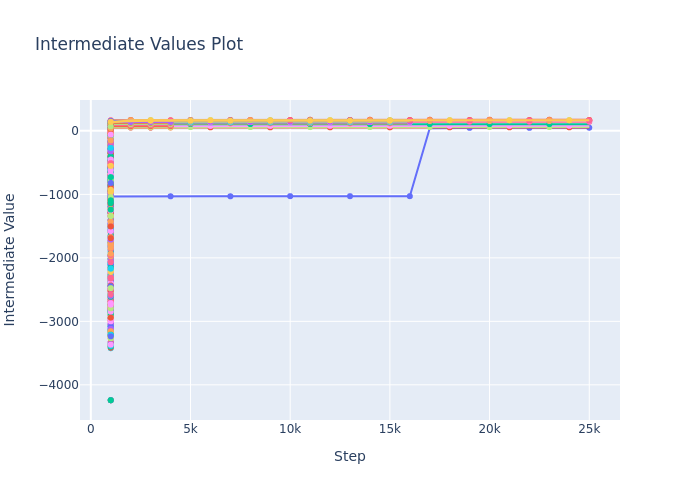 Intermediate Values Plot
Intermediate Value
0
−1000
−2000
−3000
−4000
0
5k
10k
15k
20k
25k
Step